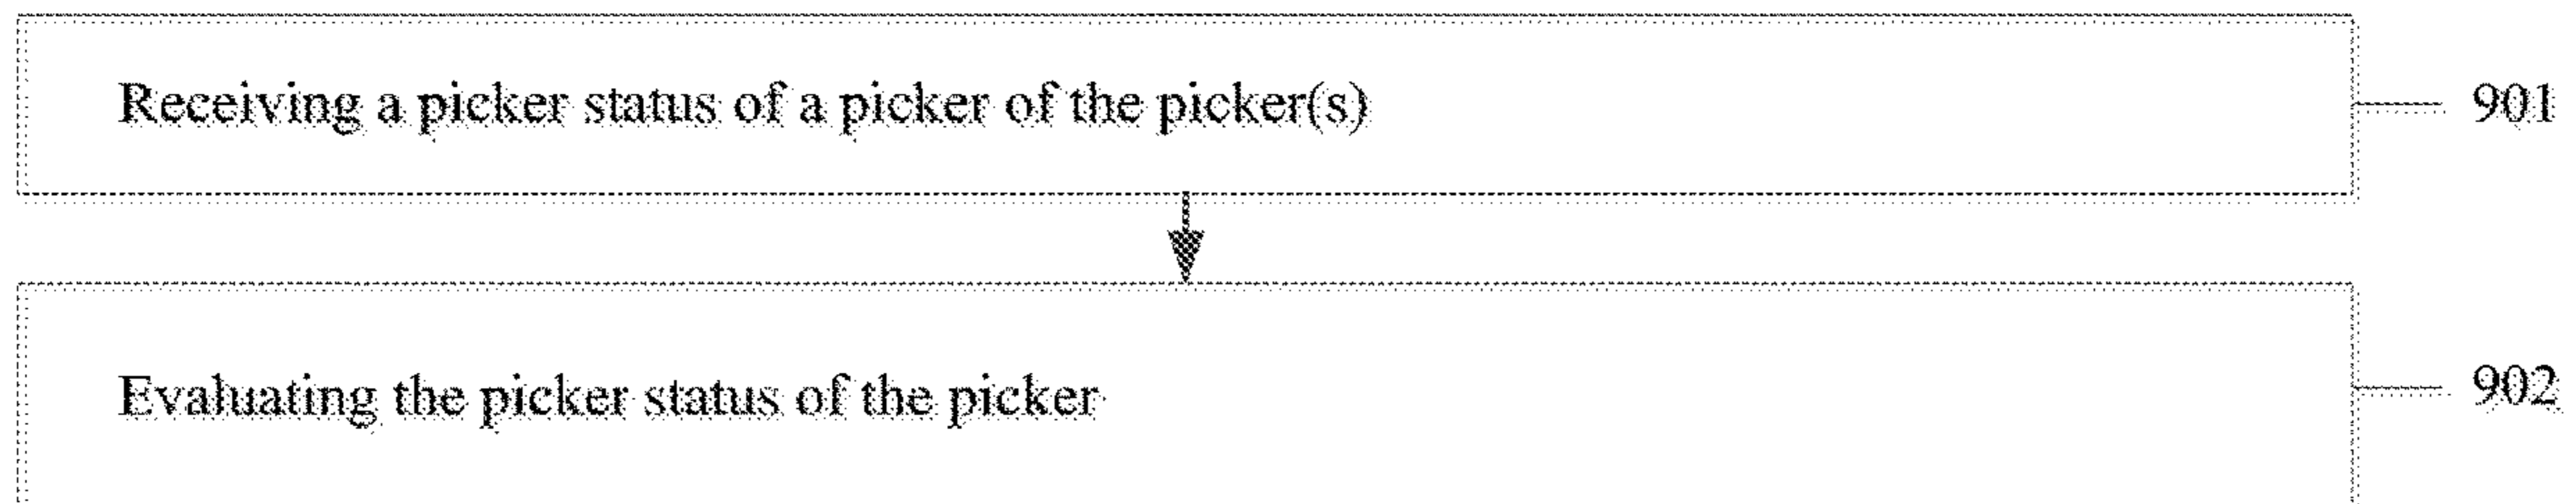 Receiving a picker status of a picker of the picker(s)
901
Evaluating the picker status of the picker
902